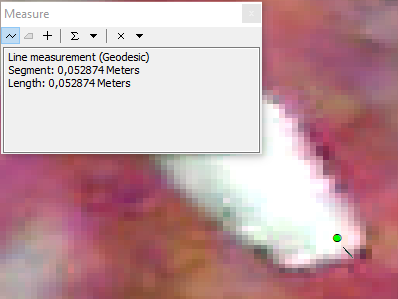 Measure
Line measurement (Geodesic)
Segment: 0,052874 Meters
Length: 0,052874 Meters